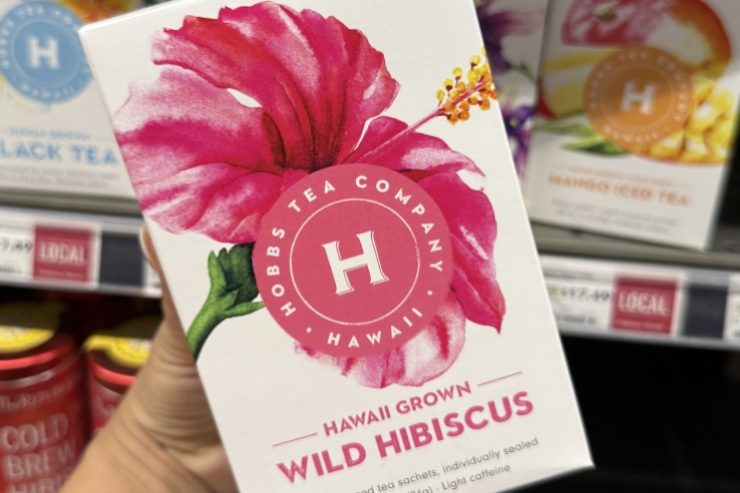 H
LACK TEA
HOBBS TEA COMPANY
H
• HAWAII •
HAWAII GROWN
WILD HIBISCUS
tea sachets, individually sealed
Light caffeine
H
MANGO ICED TEA
LOCAL
LOCAL
COLD
BREW